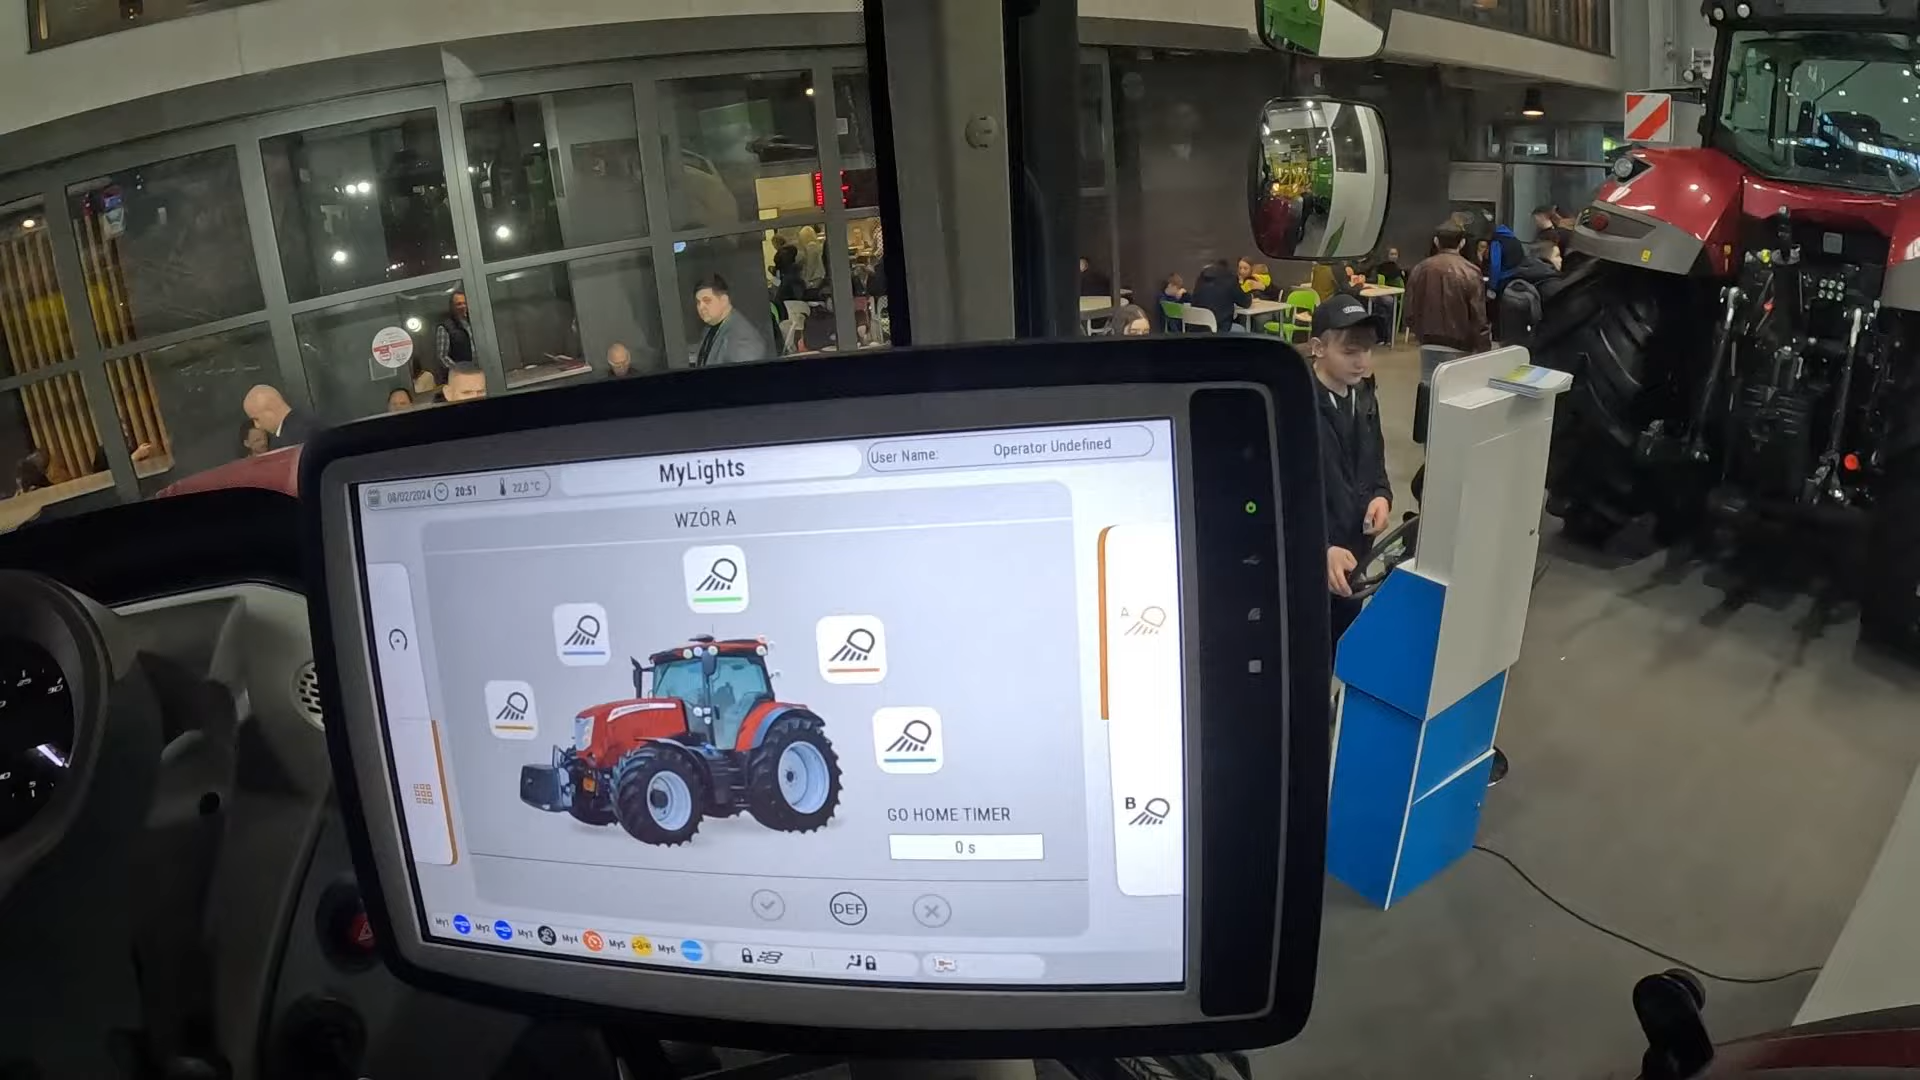 MyLights
User Name: Operator Undefined
08/02/2024 20:51 22,0 °C
WZÓR A
A
B
GO HOME TIMER
0 s
DEF
My1 My2 My3 My4 My5 My6